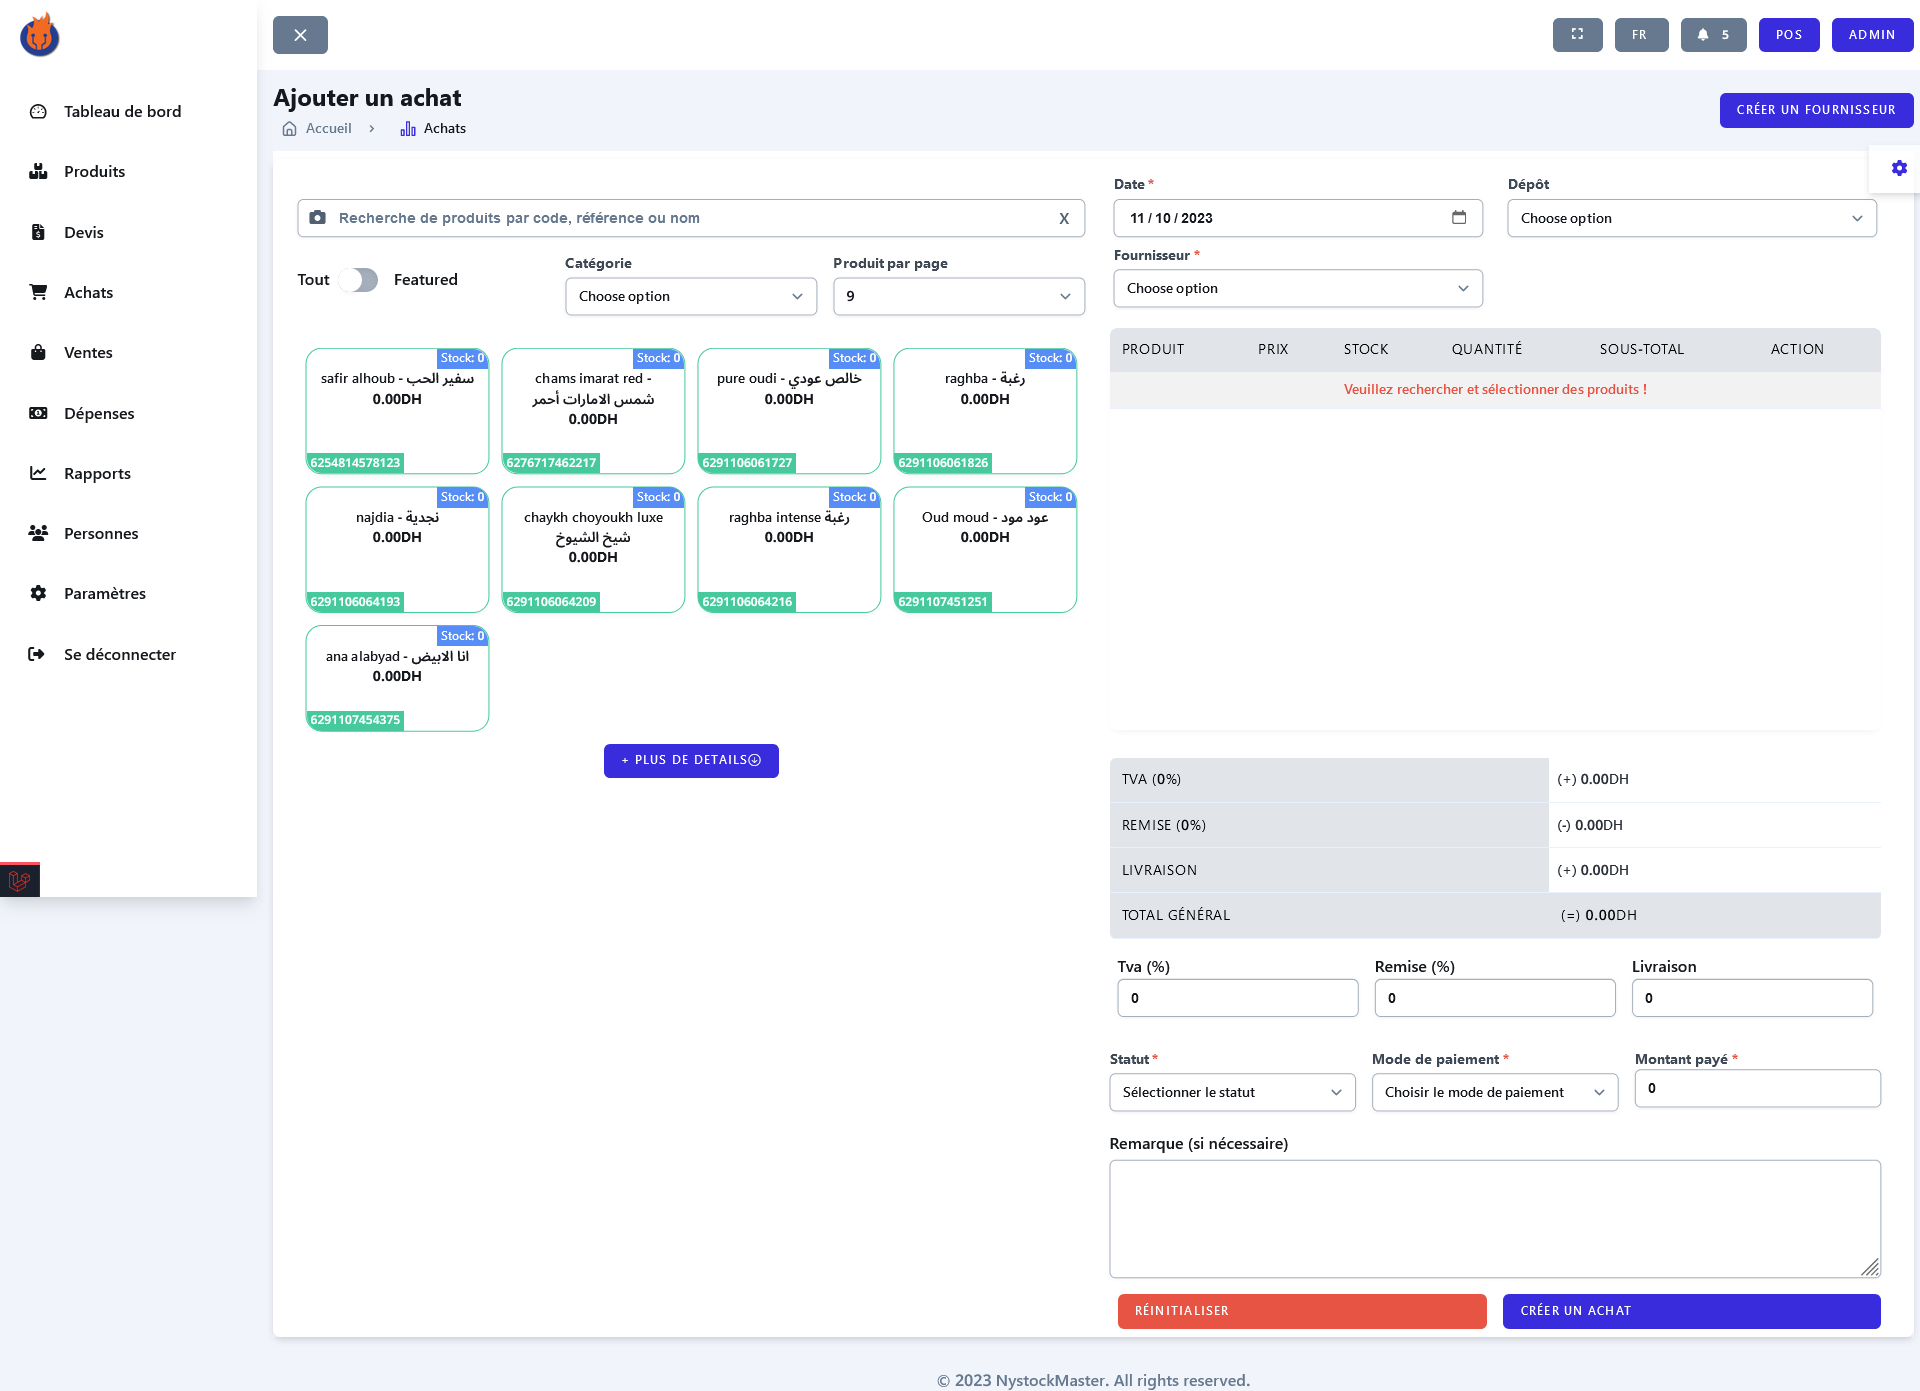 FR
5
POS
ADMIN
Tableau de bord
Produits
Devis
Achats
Ventes
Dépenses
Rapports
Personnes
Paramètres
Se déconnecter
Ajouter un achat
Accueil
Achats
CRÉER UN FOURNISSEUR
Recherche de produits par code, référence ou nom
X
Tout
Featured
Catégorie
Choose option
Produit par page
9
Stock: 0
safir alhoub - سفير الحب
0.00DH
6254814578123
Stock: 0
chams imarat red -
شمس الامارات أحمر
0.00DH
6276717462217
Stock: 0
pure oudi - خالص عودي
0.00DH
6291106061727
Stock: 0
raghba - رغبة
0.00DH
6291106061826
Stock: 0
najdia - نجدية
0.00DH
6291106064193
Stock: 0
chaykh choyoukh luxe
شيخ الشيوخ
0.00DH
6291106064209
Stock: 0
raghba intense رغبة
0.00DH
6291106064216
Stock: 0
Oud moud - عود مود
0.00DH
6291107451251
Stock: 0
ana alabyad - انا الابيض
0.00DH
6291107454375
+ PLUS DE DETAILS
Date *
11 / 10 / 2023
Dépôt
Choose option
Fournisseur *
Choose option
PRODUIT PRIX STOCK QUANTITÉ SOUS-TOTAL ACTION
Veuillez rechercher et sélectionner des produits !
TVA (0%) (+) 0.00DH
REMISE (0%) (-) 0.00DH
LIVRAISON (+) 0.00DH
TOTAL GÉNÉRAL (=) 0.00DH
Tva (%)
0
Remise (%)
0
Livraison
0
Statut *
Sélectionner le statut
Mode de paiement *
Choisir le mode de paiement
Montant payé *
0
Remarque (si nécessaire)
RÉINITIALISER
CRÉER UN ACHAT
© 2023 NystockMaster. All rights reserved.